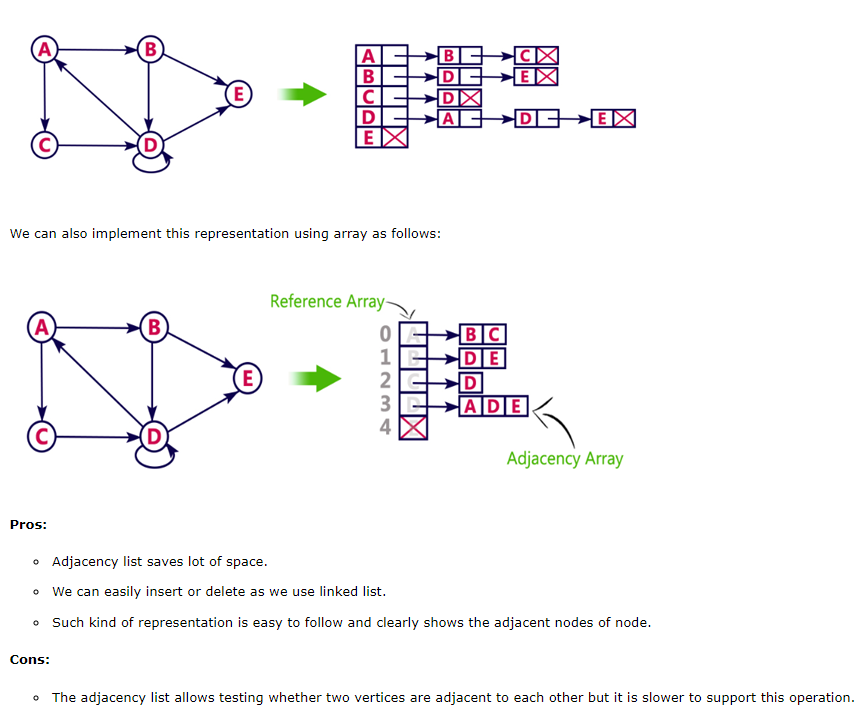 A B E C D
A B C
B D E
C D
D A D E
E
We can also implement this representation using array as follows:
Reference Array
A B E C D
0 A B C
1 B D E
2 C D
3 D A D E
4
Adjacency Array
Pros:
Adjacency list saves lot of space.
We can easily insert or delete as we use linked list.
Such kind of representation is easy to follow and clearly shows the adjacent nodes of node.
Cons:
The adjacency list allows testing whether two vertices are adjacent to each other but it is slower to support this operation.